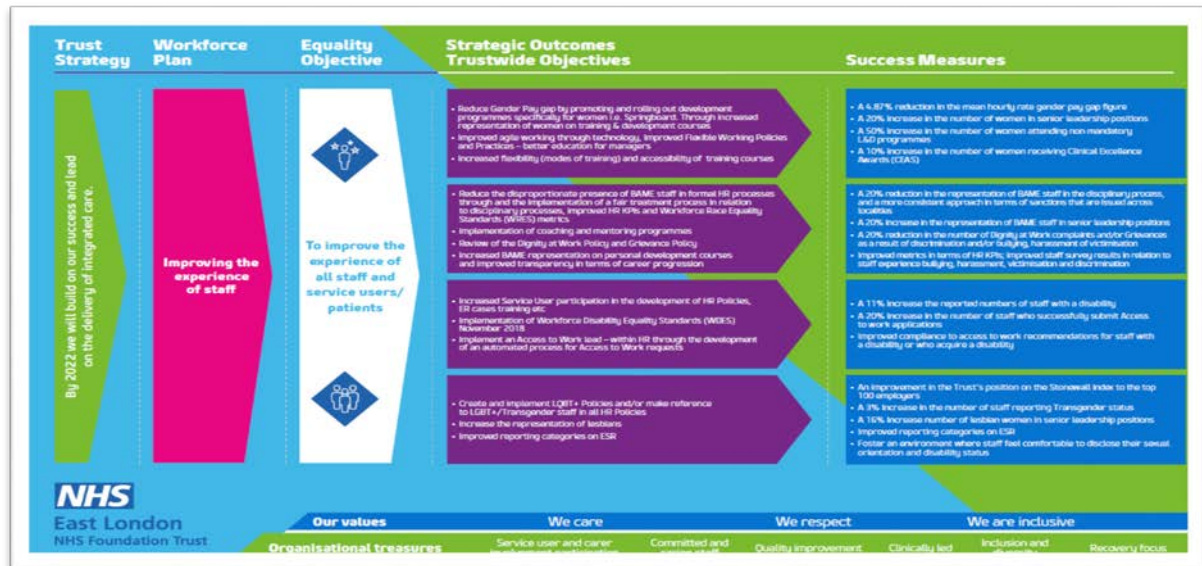 Trust
Strategy
Workforce
Plan
Equality
Objective
Strategic Outcomes
Trustwide Objectives
Success Measures
By 2022 we will build on our success and lead
on the delivery of integrated care.
Improving the
experience
of staff
To improve the
experience of
all staff and
service users/
patients
• Reduce Gender Pay gap by promoting and rolling out development
programmes specifically for women i.e. Springboard. Through increased
representation of women on training & development courses
• Improved agile working through technology, Improved Flexible Working Policies
and Practices – better education for managers
• Increased flexibility (modes of training) and accessibility of training courses
• A 4.87% reduction in the mean hourly rate gender pay gap figure
• A 20% increase in the number of women in senior leadership positions
• A 50% increase in the number of women attending non mandatory
L&D programmes
• A 10% increase in the number of women receiving Clinical Excellence
Awards (CEAS)
• Reduce the disproportionate presence of BAME staff in formal HR processes
through and the implementation of a fair treatment process in relation
to disciplinary processes, improved HR KPIs and Workforce Race Equality
Standards (WRES) metrics
• Implementation of coaching and mentoring programmes
• Review of the Dignity at Work Policy and Grievance Policy
• Increased BAME representation on personal development courses
and improved transparency in terms of career progression
• A 20% reduction in the representation of BAME staff in the disciplinary process,
and a more consistent approach in terms of sanctions that are issued across
localities
• A 20% increase in the representation of BAME staff in senior leadership positions
• A 20% reduction in the number of Dignity at Work complaints and/or Grievances
as a result of discrimination and/or bullying, harassment of victimisation
• Improved metrics in terms of HR KPIs; improved staff survey results in relation to
staff experience bullying, harassment, victimisation and discrimination
• Increased Service User participation in the development of HR Policies,
ER cases training etc
• Implementation of Workforce Disability Equality Standards (WDES)
November 2018
• Implement an Access to Work lead – within HR through the development
of an automated process for Access to Work requests
• A 11% increase the reported numbers of staff with a disability
• A 20% increase in the number of staff who successfully submit Access
to work applications
• Improved compliance to access to work recommendations for staff with
a disability or who acquire a disability
• Create and implement LGBT+ Policies and/or make reference
to LGBT+/Transgender staff in all HR Policies
• Increase the representation of lesbians
• Improved reporting categories on ESR
• An improvement in the Trust's position on the Stonewall Index to the top
100 employers
• A 3% increase in the number of staff reporting Transgender status
• A 16% increase number of lesbian women in senior leadership positions
• Improved reporting categories on ESR
• Foster an environment where staff feel comfortable to disclose their sexual
orientation and disability status
NHS
East London
NHS Foundation Trust
Our values We care We respect We are inclusive
Organisational treasures Service user and carer Committed and Quality improvement Clinically led Inclusion and Recovery focus